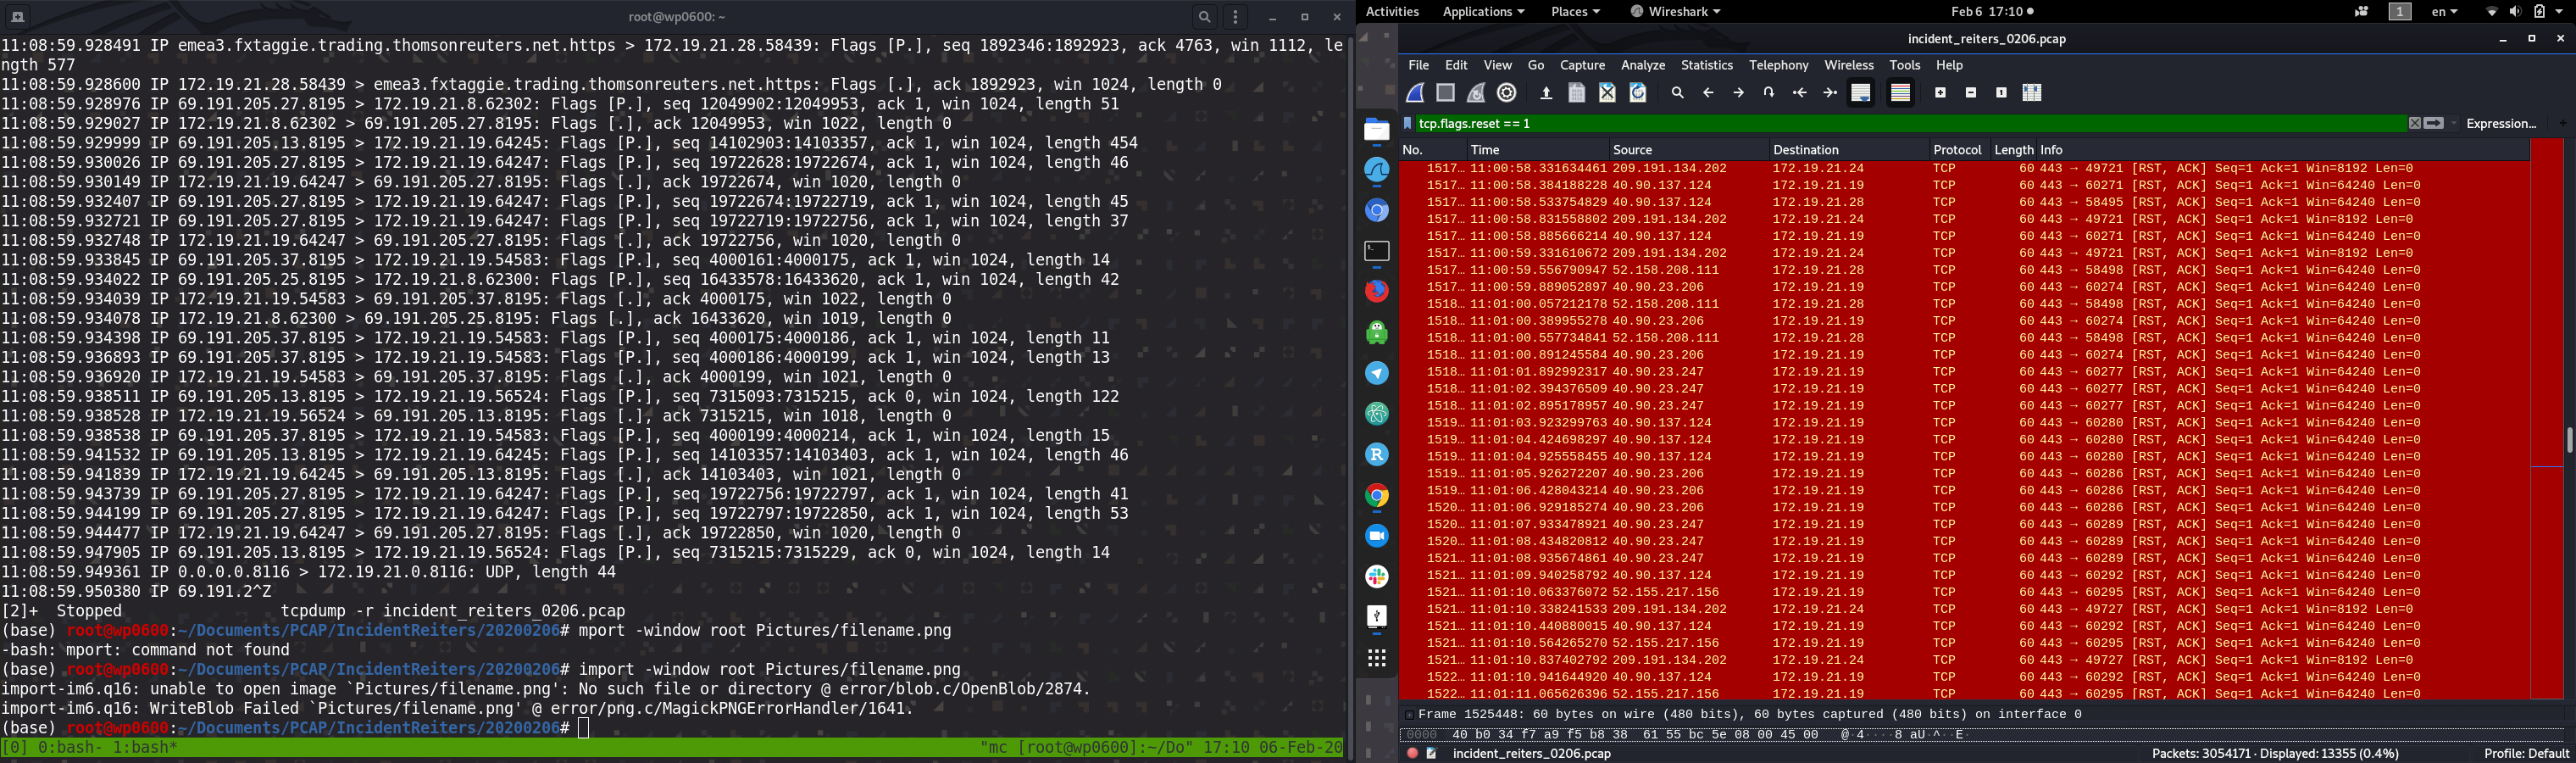 root@wp0600: ~
11:08:59.928491 IP emea3.fxtaggie.trading.thomsonreuters.net.https > 172.19.21.28.58439: Flags [P.], seq 1892346:1892923, ack 4763, win 1112, le
ngth 577
11:08:59.928600 IP 172.19.21.28.58439 > emea3.fxtaggie.trading.thomsonreuters.net.https: Flags [.], ack 1892923, win 1024, length 0
11:08:59.928976 IP 69.191.205.27.8195 > 172.19.21.8.62302: Flags [P.], seq 12049902:12049953, ack 1, win 1024, length 51
11:08:59.929027 IP 172.19.21.8.62302 > 69.191.205.27.8195: Flags [.], ack 12049953, win 1022, length 0
11:08:59.929999 IP 69.191.205.13.8195 > 172.19.21.19.64245: Flags [P.], seq 14102903:14103357, ack 1, win 1024, length 454
11:08:59.930026 IP 69.191.205.27.8195 > 172.19.21.19.64247: Flags [P.], seq 19722628:19722674, ack 1, win 1024, length 46
11:08:59.930149 IP 172.19.21.19.64247 > 69.191.205.27.8195: Flags [.], ack 19722674, win 1020, length 0
11:08:59.932407 IP 69.191.205.27.8195 > 172.19.21.19.64247: Flags [P.], seq 19722674:19722719, ack 1, win 1024, length 45
11:08:59.932721 IP 69.191.205.27.8195 > 172.19.21.19.64247: Flags [P.], seq 19722719:19722756, ack 1, win 1024, length 37
11:08:59.932748 IP 172.19.21.19.64247 > 69.191.205.27.8195: Flags [.], ack 19722756, win 1020, length 0
11:08:59.933845 IP 69.191.205.37.8195 > 172.19.21.19.54583: Flags [P.], seq 4000161:4000175, ack 1, win 1024, length 14
11:08:59.934022 IP 69.191.205.25.8195 > 172.19.21.8.62300: Flags [P.], seq 16433578:16433620, ack 1, win 1024, length 42
11:08:59.934039 IP 172.19.21.19.54583 > 69.191.205.37.8195: Flags [.], ack 4000175, win 1022, length 0
11:08:59.934078 IP 172.19.21.8.62300 > 69.191.205.25.8195: Flags [.], ack 16433620, win 1019, length 0
11:08:59.934398 IP 69.191.205.37.8195 > 172.19.21.19.54583: Flags [P.], seq 4000175:4000186, ack 1, win 1024, length 11
11:08:59.936893 IP 69.191.205.37.8195 > 172.19.21.19.54583: Flags [P.], seq 4000186:4000199, ack 1, win 1024, length 13
11:08:59.936920 IP 172.19.21.19.54583 > 69.191.205.37.8195: Flags [.], ack 4000199, win 1021, length 0
11:08:59.938511 IP 69.191.205.13.8195 > 172.19.21.19.56524: Flags [P.], seq 7315093:7315215, ack 0, win 1024, length 122
11:08:59.938528 IP 172.19.21.19.56524 > 69.191.205.13.8195: Flags [.], ack 7315215, win 1018, length 0
11:08:59.938538 IP 69.191.205.37.8195 > 172.19.21.19.54583: Flags [P.], seq 4000199:4000214, ack 1, win 1024, length 15
11:08:59.941532 IP 69.191.205.13.8195 > 172.19.21.19.64245: Flags [P.], seq 14103357:14103403, ack 1, win 1024, length 46
11:08:59.941839 IP 172.19.21.19.64245 > 69.191.205.13.8195: Flags [.], ack 14103403, win 1021, length 0
11:08:59.943739 IP 69.191.205.27.8195 > 172.19.21.19.64247: Flags [P.], seq 19722756:19722797, ack 1, win 1024, length 41
11:08:59.944199 IP 69.191.205.27.8195 > 172.19.21.19.64247: Flags [P.], seq 19722797:19722850, ack 1, win 1024, length 53
11:08:59.944477 IP 172.19.21.19.64247 > 69.191.205.27.8195: Flags [.], ack 19722850, win 1020, length 0
11:08:59.947905 IP 69.191.205.13.8195 > 172.19.21.19.56524: Flags [P.], seq 7315215:7315229, ack 0, win 1024, length 14
11:08:59.949361 IP 0.0.0.0.8116 > 172.19.21.0.8116: UDP, length 44
11:08:59.950380 IP 69.191.2^Z
[2]+  Stopped                 tcpdump -r incident_reiters_0206.pcap
(base) root@wp0600:~/Documents/PCAP/IncidentReiters/20200206# mport -window root Pictures/filename.png
-bash: mport: command not found
(base) root@wp0600:~/Documents/PCAP/IncidentReiters/20200206# import -window root Pictures/filename.png
import-im6.q16: unable to open image `Pictures/filename.png': No such file or directory @ error/blob.c/OpenBlob/2874.
import-im6.q16: WriteBlob Failed `Pictures/filename.png' @ error/png.c/MagickPNGErrorHandler/1641.
(base) root@wp0600:~/Documents/PCAP/IncidentReiters/20200206#
[0] 0:bash- 1:bash* "mc [root@wp0600]:~/Do" 17:10 06-Feb-20
Activities Applications Places Wireshark Feb 6 17:10 1 en
incident_reiters_0206.pcap
File Edit View Go Capture Analyze Statistics Telephony Wireless Tools Help
tcp.flags.reset == 1 Expression... +
No. Time Source Destination Protocol Length Info
1517… 11:00:58.331634461 209.191.134.202 172.19.21.24 TCP 60 443 → 49721 [RST, ACK] Seq=1 Ack=1 Win=8192 Len=0
1517… 11:00:58.384188228 40.90.137.124 172.19.21.19 TCP 60 443 → 60271 [RST, ACK] Seq=1 Ack=1 Win=64240 Len=0
1517… 11:00:58.533754829 40.90.137.124 172.19.21.28 TCP 60 443 → 58495 [RST, ACK] Seq=1 Ack=1 Win=64240 Len=0
1517… 11:00:58.831558802 209.191.134.202 172.19.21.24 TCP 60 443 → 49721 [RST, ACK] Seq=1 Ack=1 Win=8192 Len=0
1517… 11:00:58.885666214 40.90.137.124 172.19.21.19 TCP 60 443 → 60271 [RST, ACK] Seq=1 Ack=1 Win=64240 Len=0
1517… 11:00:59.331610672 209.191.134.202 172.19.21.24 TCP 60 443 → 49721 [RST, ACK] Seq=1 Ack=1 Win=8192 Len=0
1517… 11:00:59.556790947 52.158.208.111 172.19.21.28 TCP 60 443 → 58498 [RST, ACK] Seq=1 Ack=1 Win=64240 Len=0
1517… 11:00:59.889052897 40.90.23.206 172.19.21.19 TCP 60 443 → 60274 [RST, ACK] Seq=1 Ack=1 Win=64240 Len=0
1518… 11:01:00.057212178 52.158.208.111 172.19.21.28 TCP 60 443 → 58498 [RST, ACK] Seq=1 Ack=1 Win=64240 Len=0
1518… 11:01:00.389955278 40.90.23.206 172.19.21.19 TCP 60 443 → 60274 [RST, ACK] Seq=1 Ack=1 Win=64240 Len=0
1518… 11:01:00.557734841 52.158.208.111 172.19.21.28 TCP 60 443 → 58498 [RST, ACK] Seq=1 Ack=1 Win=64240 Len=0
1518… 11:01:00.891245584 40.90.23.206 172.19.21.19 TCP 60 443 → 60274 [RST, ACK] Seq=1 Ack=1 Win=64240 Len=0
1518… 11:01:01.892992317 40.90.23.247 172.19.21.19 TCP 60 443 → 60277 [RST, ACK] Seq=1 Ack=1 Win=64240 Len=0
1518… 11:01:02.394376509 40.90.23.247 172.19.21.19 TCP 60 443 → 60277 [RST, ACK] Seq=1 Ack=1 Win=64240 Len=0
1518… 11:01:02.895178957 40.90.23.247 172.19.21.19 TCP 60 443 → 60277 [RST, ACK] Seq=1 Ack=1 Win=64240 Len=0
1519… 11:01:03.923299763 40.90.137.124 172.19.21.19 TCP 60 443 → 60280 [RST, ACK] Seq=1 Ack=1 Win=64240 Len=0
1519… 11:01:04.424698297 40.90.137.124 172.19.21.19 TCP 60 443 → 60280 [RST, ACK] Seq=1 Ack=1 Win=64240 Len=0
1519… 11:01:04.925558455 40.90.137.124 172.19.21.19 TCP 60 443 → 60280 [RST, ACK] Seq=1 Ack=1 Win=64240 Len=0
1519… 11:01:05.926272207 40.90.23.206 172.19.21.19 TCP 60 443 → 60286 [RST, ACK] Seq=1 Ack=1 Win=64240 Len=0
1519… 11:01:06.428043214 40.90.23.206 172.19.21.19 TCP 60 443 → 60286 [RST, ACK] Seq=1 Ack=1 Win=64240 Len=0
1520… 11:01:06.929185274 40.90.23.206 172.19.21.19 TCP 60 443 → 60286 [RST, ACK] Seq=1 Ack=1 Win=64240 Len=0
1520… 11:01:07.933478921 40.90.23.247 172.19.21.19 TCP 60 443 → 60289 [RST, ACK] Seq=1 Ack=1 Win=64240 Len=0
1520… 11:01:08.434820812 40.90.23.247 172.19.21.19 TCP 60 443 → 60289 [RST, ACK] Seq=1 Ack=1 Win=64240 Len=0
1521… 11:01:08.935674861 40.90.23.247 172.19.21.19 TCP 60 443 → 60289 [RST, ACK] Seq=1 Ack=1 Win=64240 Len=0
1521… 11:01:09.940258792 40.90.137.124 172.19.21.19 TCP 60 443 → 60292 [RST, ACK] Seq=1 Ack=1 Win=64240 Len=0
1521… 11:01:10.063376072 52.155.217.156 172.19.21.19 TCP 60 443 → 60295 [RST, ACK] Seq=1 Ack=1 Win=64240 Len=0
1521… 11:01:10.338241533 209.191.134.202 172.19.21.24 TCP 60 443 → 49727 [RST, ACK] Seq=1 Ack=1 Win=8192 Len=0
1521… 11:01:10.440880015 40.90.137.124 172.19.21.19 TCP 60 443 → 60292 [RST, ACK] Seq=1 Ack=1 Win=64240 Len=0
1521… 11:01:10.564265270 52.155.217.156 172.19.21.19 TCP 60 443 → 60295 [RST, ACK] Seq=1 Ack=1 Win=64240 Len=0
1521… 11:01:10.837402792 209.191.134.202 172.19.21.24 TCP 60 443 → 49727 [RST, ACK] Seq=1 Ack=1 Win=8192 Len=0
1522… 11:01:10.941644920 40.90.137.124 172.19.21.19 TCP 60 443 → 60292 [RST, ACK] Seq=1 Ack=1 Win=64240 Len=0
1522… 11:01:11.065626396 52.155.217.156 172.19.21.19 TCP 60 443 → 60295 [RST, ACK] Seq=1 Ack=1 Win=64240 Len=0
Frame 1525448: 60 bytes on wire (480 bits), 60 bytes captured (480 bits) on interface 0
0000 40 b0 34 f7 a9 f5 b8 38 61 55 bc 5e 08 00 45 00 @·4····8 aU·^··E·
incident_reiters_0206.pcap Packets: 3054171 · Displayed: 13355 (0.4%) Profile: Default